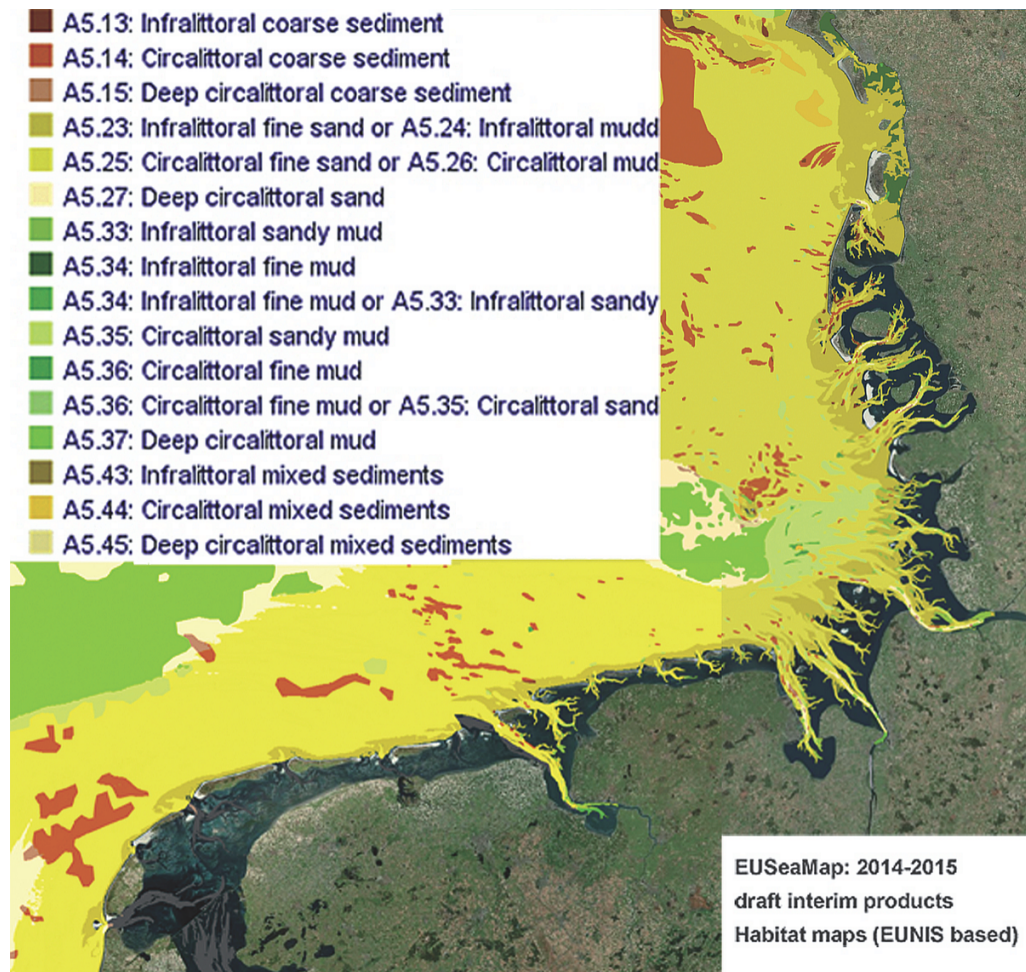 A5.13: Infralittoral coarse sediment
A5.14: Circalittoral coarse sediment
A5.15: Deep circalittoral coarse sediment
A5.23: Infralittoral fine sand or A5.24: Infralittoral mudd
A5.25: Circalittoral fine sand or A5.26: Circalittoral mud
A5.27: Deep circalittoral sand
A5.33: Infralittoral sandy mud
A5.34: Infralittoral fine mud
A5.34: Infralittoral fine mud or A5.33: Infralittoral sandy
A5.35: Circalittoral sandy mud
A5.36: Circalittoral fine mud
A5.36: Circalittoral fine mud or A5.35: Circalittoral sand
A5.37: Deep circalittoral mud
A5.43: Infralittoral mixed sediments
A5.44: Circalittoral mixed sediments
A5.45: Deep circalittoral mixed sediments
EUSeaMap: 2014-2015
draft interim products
Habitat maps (EUNIS based)